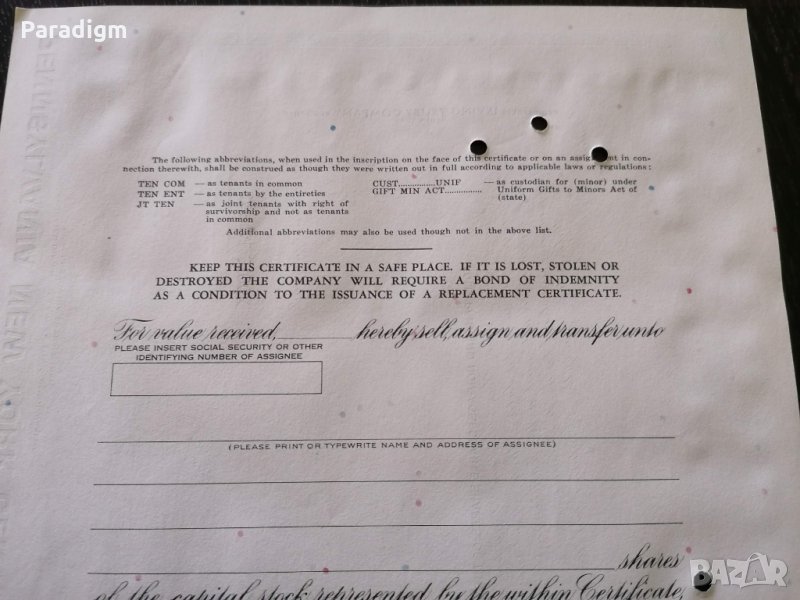 Paradigm
The following abbreviations, when used in the inscription on the face of this certificate or on an assignment in con-
nection therewith, shall be construed as though they were written out in full according to applicable laws or regulations:
TEN COM — as tenants in common
TEN ENT — as tenants by the entireties
JT TEN — as joint tenants with right of
survivorship and not as tenants
in common
CUST...............UNIF — as custodian for (minor) under
GIFT MIN ACT............... Uniform Gifts to Minors Act of
(state)
Additional abbreviations may also be used though not in the above list.
KEEP THIS CERTIFICATE IN A SAFE PLACE. IF IT IS LOST, STOLEN OR
DESTROYED THE COMPANY WILL REQUIRE A BOND OF INDEMNITY
AS A CONDITION TO THE ISSUANCE OF A REPLACEMENT CERTIFICATE.
For value received, hereby sell, assign and transfer unto
PLEASE INSERT SOCIAL SECURITY OR OTHER
IDENTIFYING NUMBER OF ASSIGNEE
(PLEASE PRINT OR TYPEWRITE NAME AND ADDRESS OF ASSIGNEE)
shares
of the capital stock represented by the within Certificate,
BAZAR